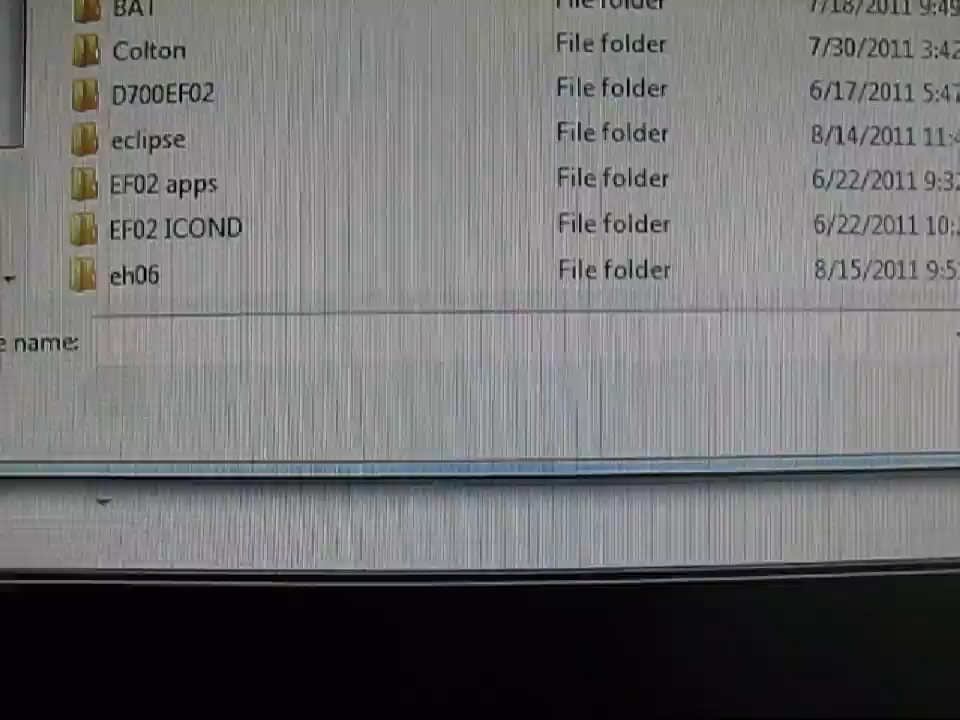 BAT File folder 7/18/2011 9:49
Colton File folder 7/30/2011 3:42
D700EF02 File folder 6/17/2011 5:47
eclipse File folder 8/14/2011 11:4
EF02 apps File folder 6/22/2011 9:32
EF02 ICOND File folder 6/22/2011 10:
eh06 File folder 8/15/2011 9:5
e name: